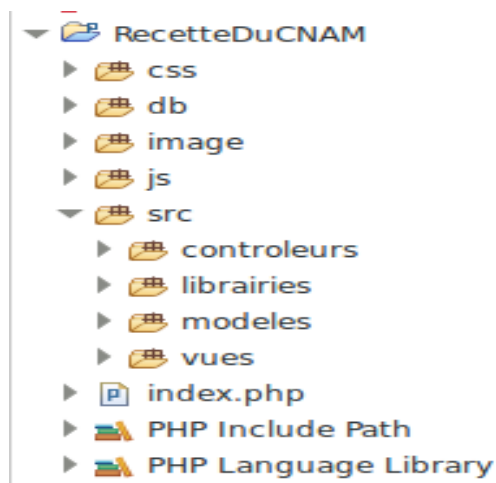 RecetteDuCNAM
css
db
image
js
src
controleurs
librairies
modeles
vues
index.php
PHP Include Path
PHP Language Library